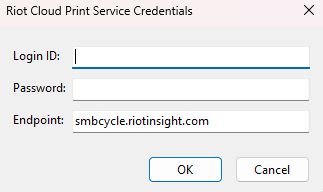 Riot Cloud Print Service Credentials
Login ID:
Password:
Endpoint: smbcycle.riotinsight.com
OK Cancel